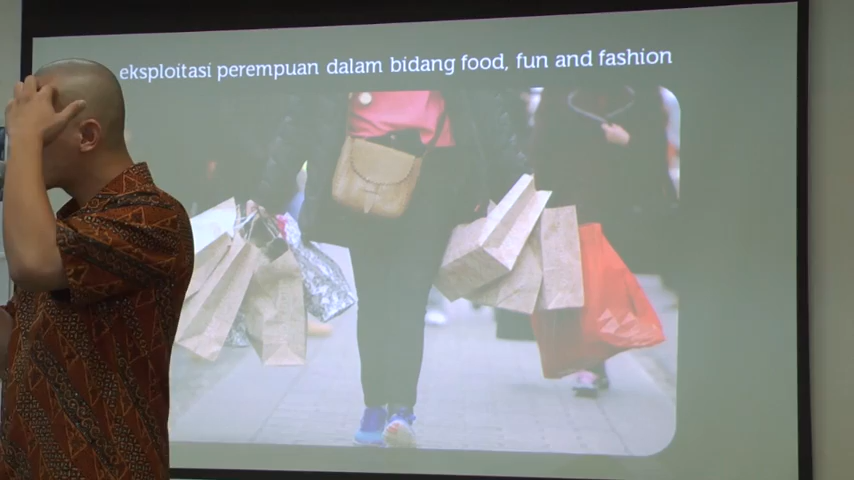 eksploitasi perempuan dalam bidang food, fun and fashion